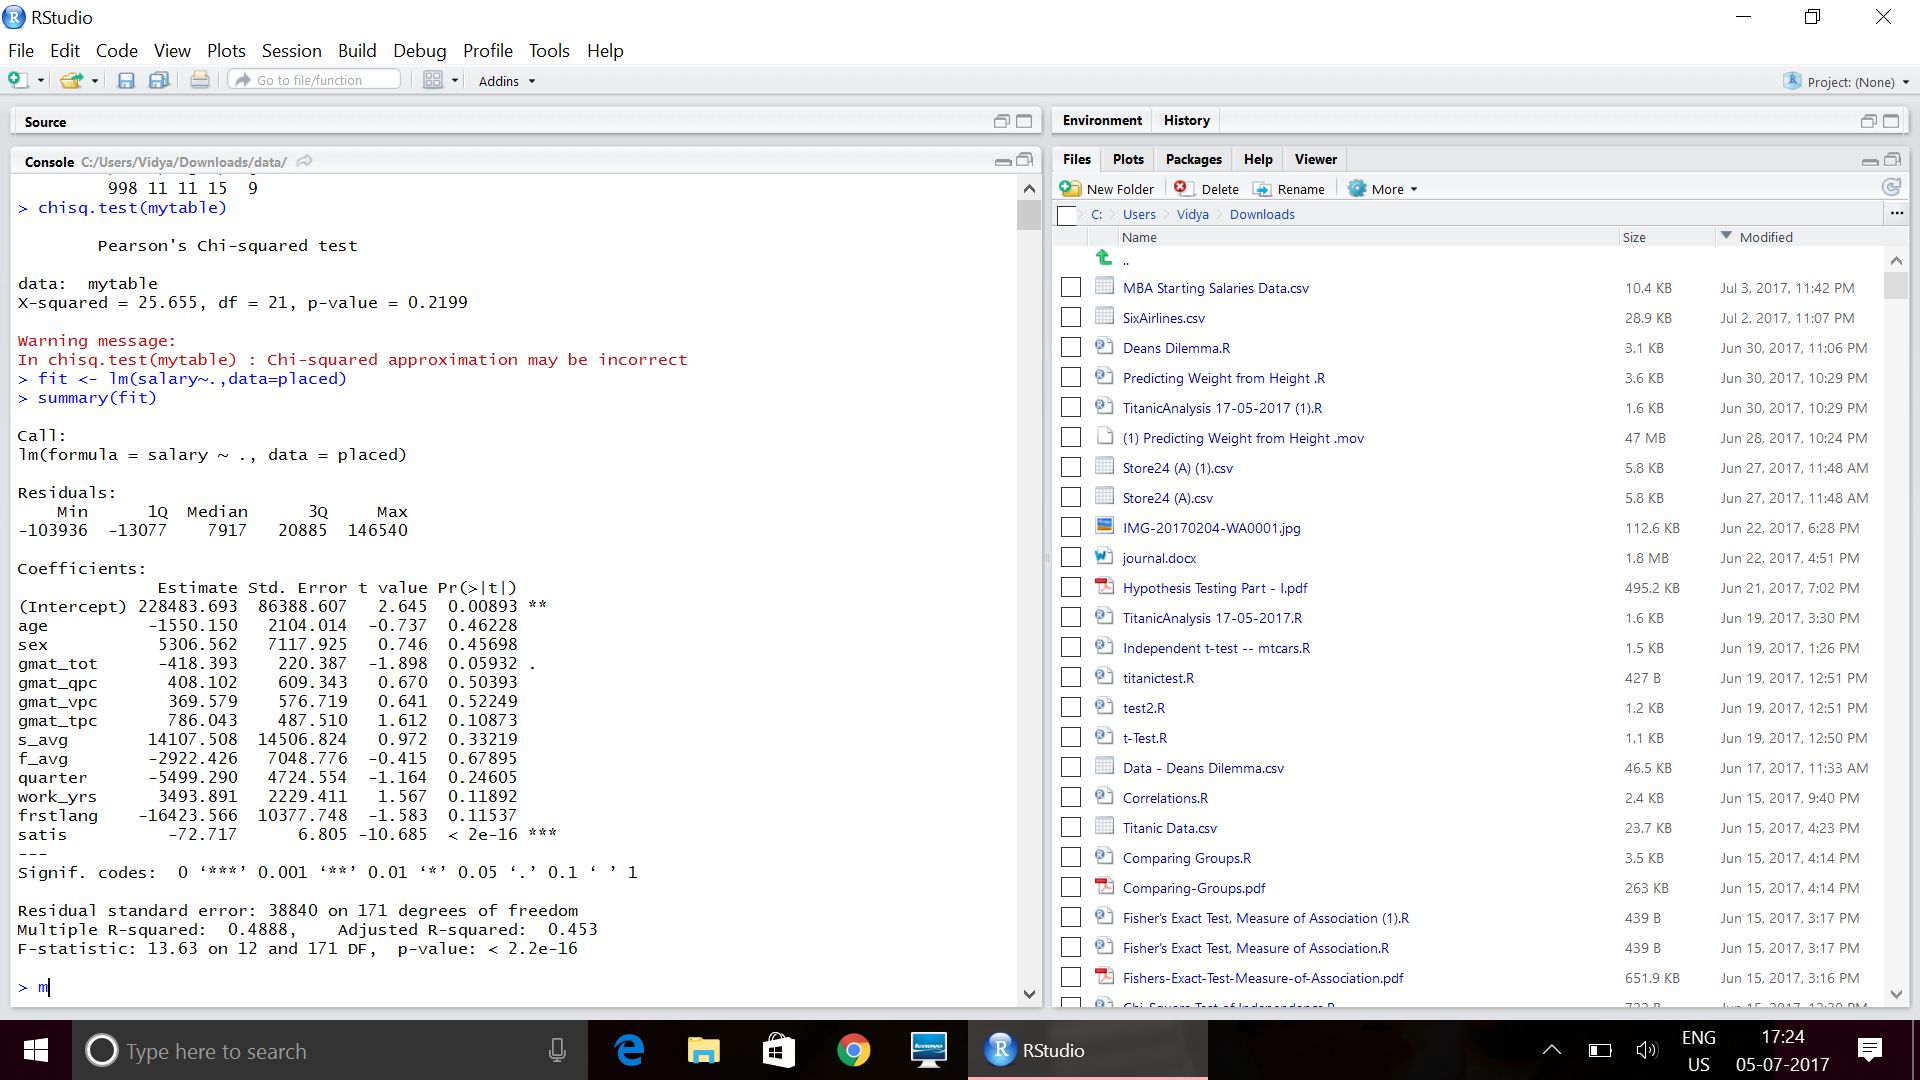 RStudio
File Edit Code View Plots Session Build Debug Profile Tools Help
Go to file/function Addins Project: (None)
Source
Console C:/Users/Vidya/Downloads/data/
998 11 11 15 9
> chisq.test(mytable)
Pearson's Chi-squared test
data: mytable
X-squared = 25.655, df = 21, p-value = 0.2199
Warning message:
In chisq.test(mytable) : Chi-squared approximation may be incorrect
> fit <- lm(salary~.,data=placed)
> summary(fit)
Call:
lm(formula = salary ~ ., data = placed)
Residuals:
Min 1Q Median 3Q Max
-103936 -13077 7917 20885 146540
Coefficients:
Estimate Std. Error t value Pr(>|t|)
(Intercept) 228483.693 86388.607 2.645 0.00893 **
age -1550.150 2104.014 -0.737 0.46228
sex 5306.562 7117.925 0.746 0.45698
gmat_tot -418.393 220.387 -1.898 0.05932 .
gmat_qpc 408.102 609.343 0.670 0.50393
gmat_vpc 369.579 576.719 0.641 0.52249
gmat_tpc 786.043 487.510 1.612 0.10873
s_avg 14107.508 14506.824 0.972 0.33219
f_avg -2922.426 7048.776 -0.415 0.67895
quarter -5499.290 4724.554 -1.164 0.24605
work_yrs 3493.891 2229.411 1.567 0.11892
frstlang -16423.566 10377.748 -1.583 0.11537
satis -72.717 6.805 -10.685 < 2e-16 ***
---
Signif. codes: 0 ‘***’ 0.001 ‘**’ 0.01 ‘*’ 0.05 ‘.’ 0.1 ‘ ’ 1
Residual standard error: 38840 on 171 degrees of freedom
Multiple R-squared: 0.4888, Adjusted R-squared: 0.453
F-statistic: 13.63 on 12 and 171 DF, p-value: < 2.2e-16
> m
Environment History
Files Plots Packages Help Viewer
New Folder Delete Rename More
C: Users Vidya Downloads ...
Name Size Modified
..
MBA Starting Salaries Data.csv 10.4 KB Jul 3, 2017, 11:42 PM
SixAirlines.csv 28.9 KB Jul 2, 2017, 11:07 PM
Deans Dilemma.R 3.1 KB Jun 30, 2017, 11:06 PM
Predicting Weight from Height .R 3.6 KB Jun 30, 2017, 10:29 PM
TitanicAnalysis 17-05-2017 (1).R 1.6 KB Jun 30, 2017, 10:29 PM
(1) Predicting Weight from Height .mov 47 MB Jun 28, 2017, 10:24 PM
Store24 (A) (1).csv 5.8 KB Jun 27, 2017, 11:48 AM
Store24 (A).csv 5.8 KB Jun 27, 2017, 11:48 AM
IMG-20170204-WA0001.jpg 112.6 KB Jun 22, 2017, 6:28 PM
journal.docx 1.8 MB Jun 22, 2017, 4:51 PM
Hypothesis Testing Part - I.pdf 495.2 KB Jun 21, 2017, 7:02 PM
TitanicAnalysis 17-05-2017.R 1.6 KB Jun 19, 2017, 3:30 PM
Independent t-test -- mtcars.R 1.5 KB Jun 19, 2017, 1:26 PM
titanictest.R 427 B Jun 19, 2017, 12:51 PM
test2.R 1.2 KB Jun 19, 2017, 12:51 PM
t-Test.R 1.1 KB Jun 19, 2017, 12:50 PM
Data - Deans Dilemma.csv 46.5 KB Jun 17, 2017, 11:33 AM
Correlations.R 2.4 KB Jun 15, 2017, 9:40 PM
Titanic Data.csv 23.7 KB Jun 15, 2017, 4:23 PM
Comparing Groups.R 3.5 KB Jun 15, 2017, 4:14 PM
Comparing-Groups.pdf 263 KB Jun 15, 2017, 4:14 PM
Fisher's Exact Test, Measure of Association (1).R 439 B Jun 15, 2017, 3:17 PM
Fisher's Exact Test, Measure of Association.R 439 B Jun 15, 2017, 3:17 PM
Fishers-Exact-Test-Measure-of-Association.pdf 651.9 KB Jun 15, 2017, 3:16 PM
Type here to search
lenovo
RStudio
ENG US
17:24
05-07-2017